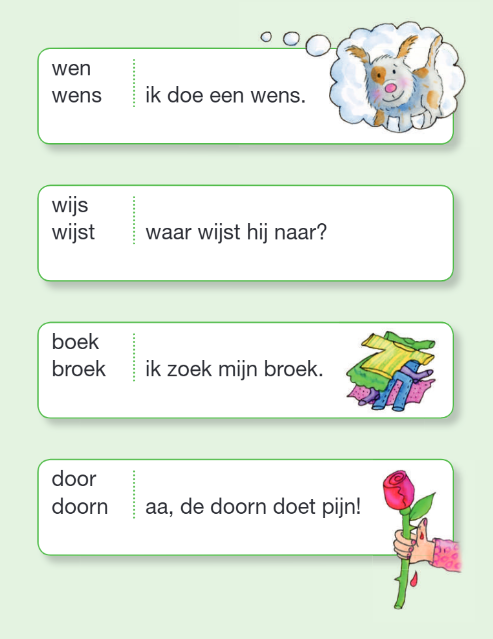 wen
wens
ik doe een wens.
wijs
wijst
waar wijst hij naar?
boek
broek
ik zoek mijn broek.
door
doorn
aa, de doorn doet pijn!